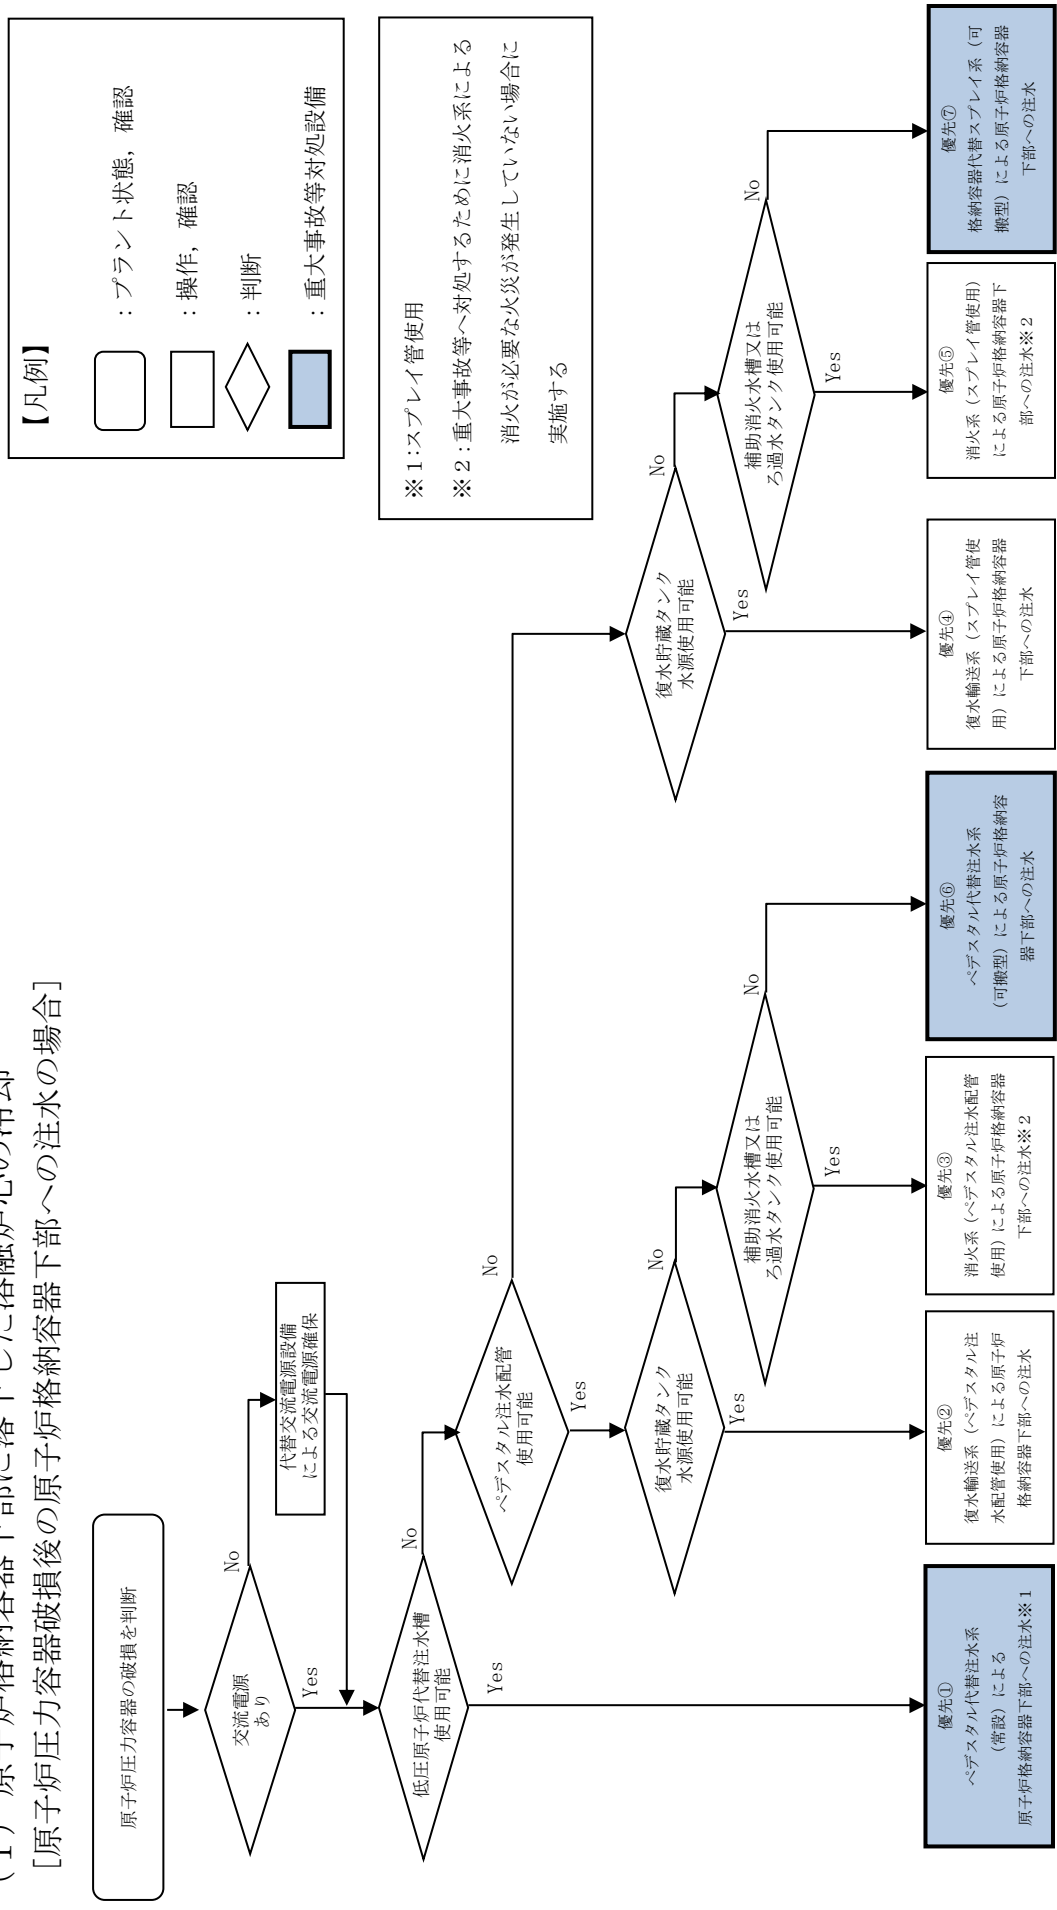 (1) 原子炉格納容器下部に落下した溶融炉心の冷却
[原子炉圧力容器破損後の原子炉格納容器下部への注水の場合]
【凡例】
：プラント状態，確認
：操作，確認
：判断
：重大事故等対処設備
※1：スプレイ管使用
※2：重大事故等へ対処するために消火系による
消火が必要な火災が発生していない場合に
実施する
原子炉圧力容器の破損を判断
交流電源
あり
No
Yes
代替交流電源設備
による交流電源確保
低圧原子炉代替注水槽
使用可能
No
Yes
ペデスタル注水配管
使用可能
No
Yes
復水貯蔵タンク
水源使用可能
No
Yes
補助消火水槽又は
ろ過水タンク使用可能
No
Yes
復水貯蔵タンク
水源使用可能
No
Yes
補助消火水槽又は
ろ過水タンク使用可能
No
Yes
優先①
ペデスタル代替注水系
（常設）による
原子炉格納容器下部への注水※1
優先②
復水輸送系（ペデスタル注
水配管使用）による原子炉
格納容器下部への注水
優先③
消火系（ペデスタル注水配管
使用）による原子炉格納容器
下部への注水※2
優先⑥
ペデスタル代替注水系
（可搬型）による原子炉格納容
器下部への注水
優先④
復水輸送系（スプレイ管使
用）による原子炉格納容器
下部への注水
優先⑤
消火系（スプレイ管使用）
による原子炉格納容器下
部への注水※2
優先⑦
格納容器代替スプレイ系（可
搬型）による原子炉格納容器
下部への注水